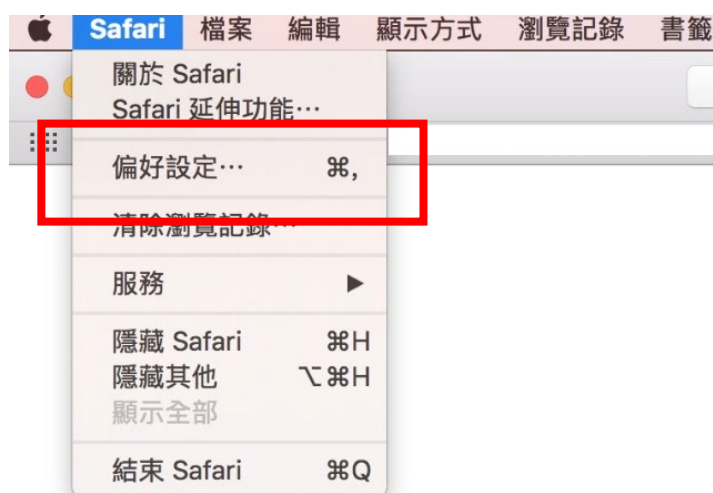 Safari 檔案 編輯 顯示方式 瀏覽記錄 書籤
關於 Safari
Safari 延伸功能⋯
偏好設定⋯ ⌘,
清除瀏覽記錄⋯
服務 ▶
隱藏 Safari ⌘H
隱藏其他 ⌥⌘H
顯示全部
結束 Safari ⌘Q